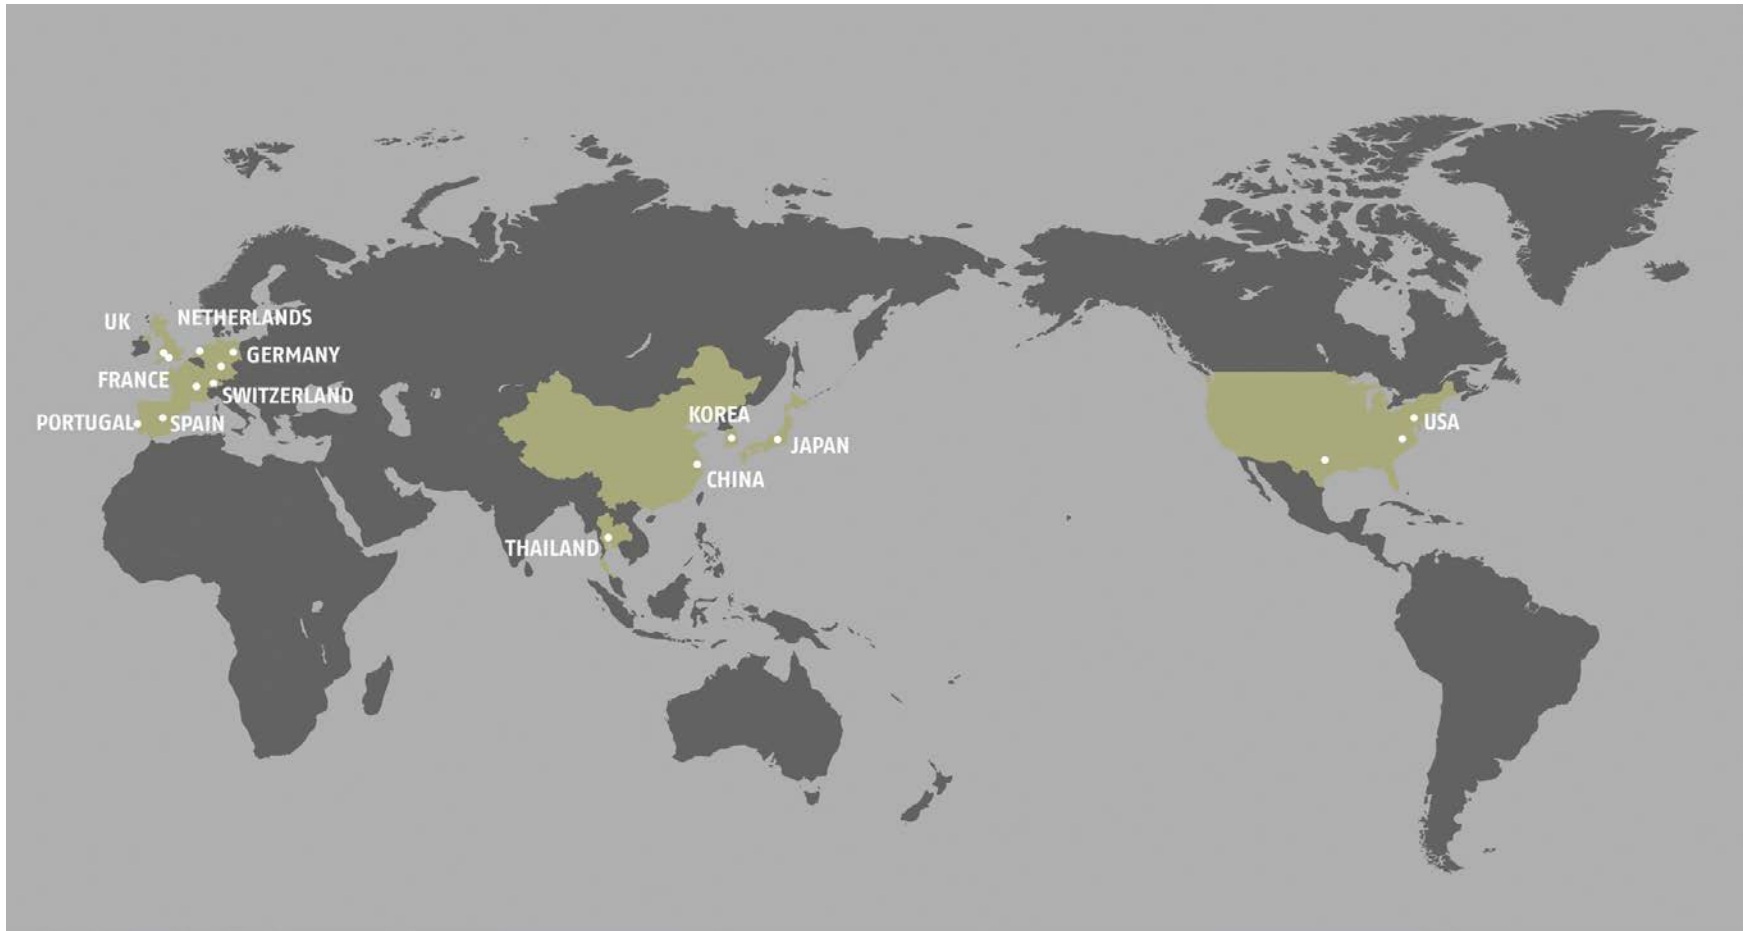 UK
NETHERLANDS
GERMANY
FRANCE
SWITZERLAND
PORTUGAL
SPAIN
KOREA
JAPAN
CHINA
THAILAND
USA